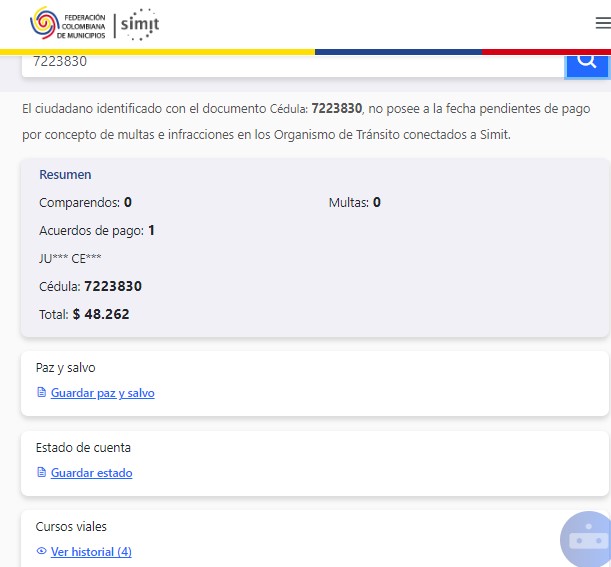 FEDERACIÓN
COLOMBIANA
DE MUNICIPIOS
simit
7223830
El ciudadano identificado con el documento Cédula: 7223830, no posee a la fecha pendientes de pago
por concepto de multas e infracciones en los Organismo de Tránsito conectados a Simit.
Resumen
Comparendos: 0
Multas: 0
Acuerdos de pago: 1
JU*** CE***
Cédula: 7223830
Total: $ 48.262
Paz y salvo
Guardar paz y salvo
Estado de cuenta
Guardar estado
Cursos viales
Ver historial (4)